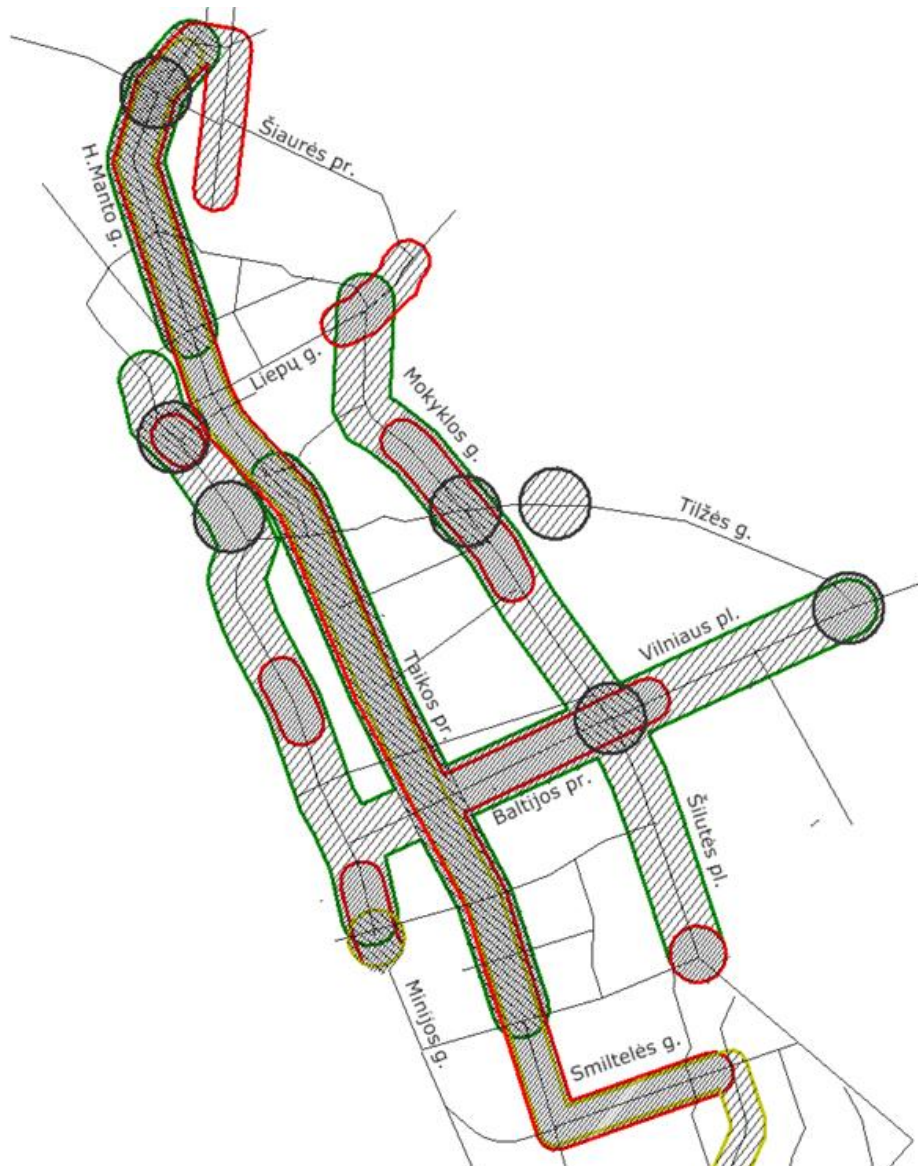 Šiaurės pr.
H.Manto g.
Liepų g.
Mokyklos g.
Tilžės g.
Vilniaus pl.
Taikos pr.
Baltijos pr.
Šilutės pl.
Minijos g.
Smiltelės g.